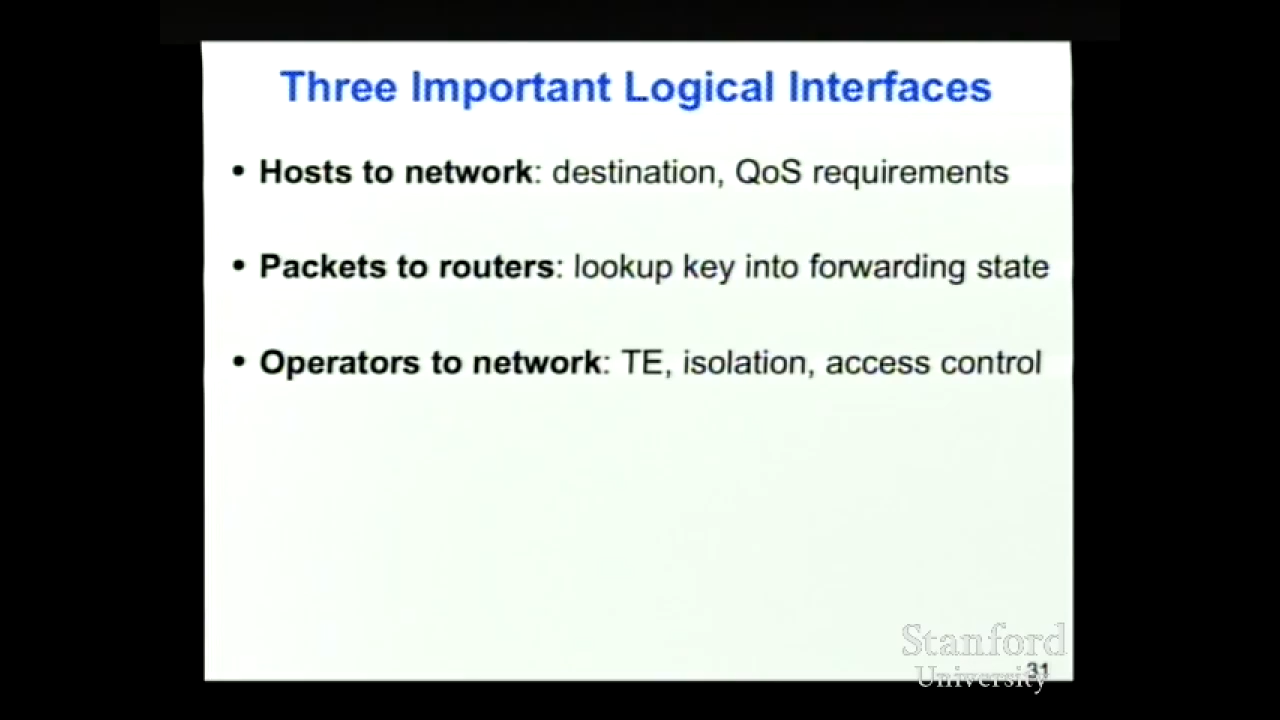 Three Important Logical Interfaces
• Hosts to network: destination, QoS requirements
• Packets to routers: lookup key into forwarding state
• Operators to network: TE, isolation, access control
Stanford
University
31